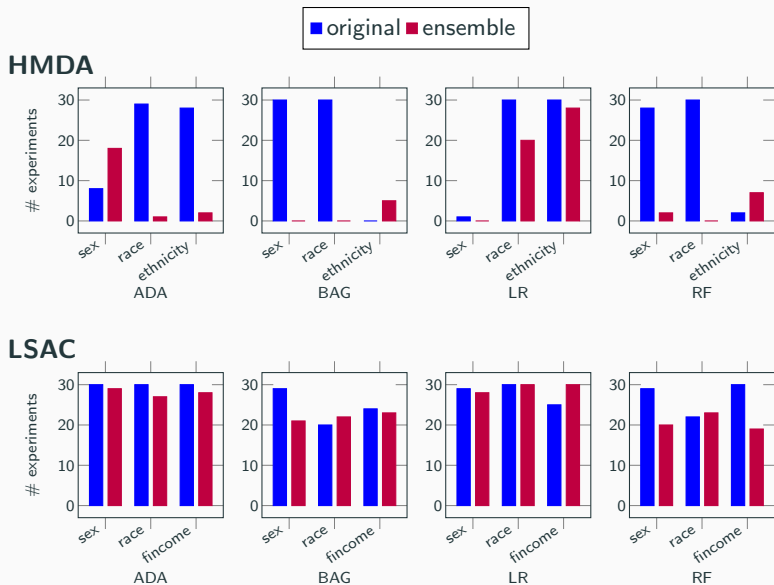 original ensemble
HMDA
# experiments
30
20
10
0
sex
race
ethnicity
ADA
30
20
10
0
sex
race
ethnicity
BAG
30
20
10
0
sex
race
ethnicity
LR
30
20
10
0
sex
race
ethnicity
RF
LSAC
# experiments
30
20
10
0
sex
race
fincome
ADA
30
20
10
0
sex
race
fincome
BAG
30
20
10
0
sex
race
fincome
LR
30
20
10
0
sex
race
fincome
RF